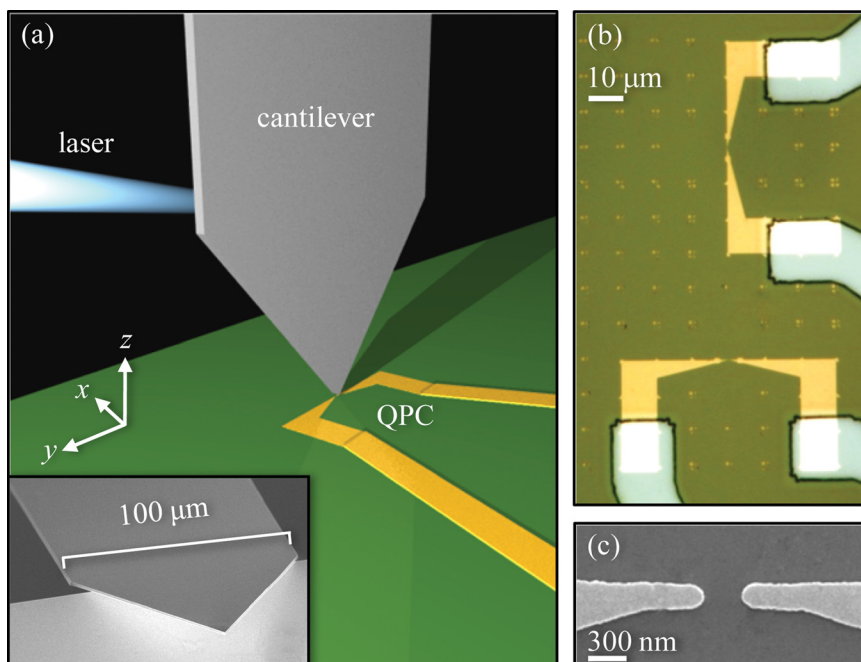 (a)
cantilever
laser
z
x
y
QPC
100 μm
(b)
10 μm
(c)
300 nm